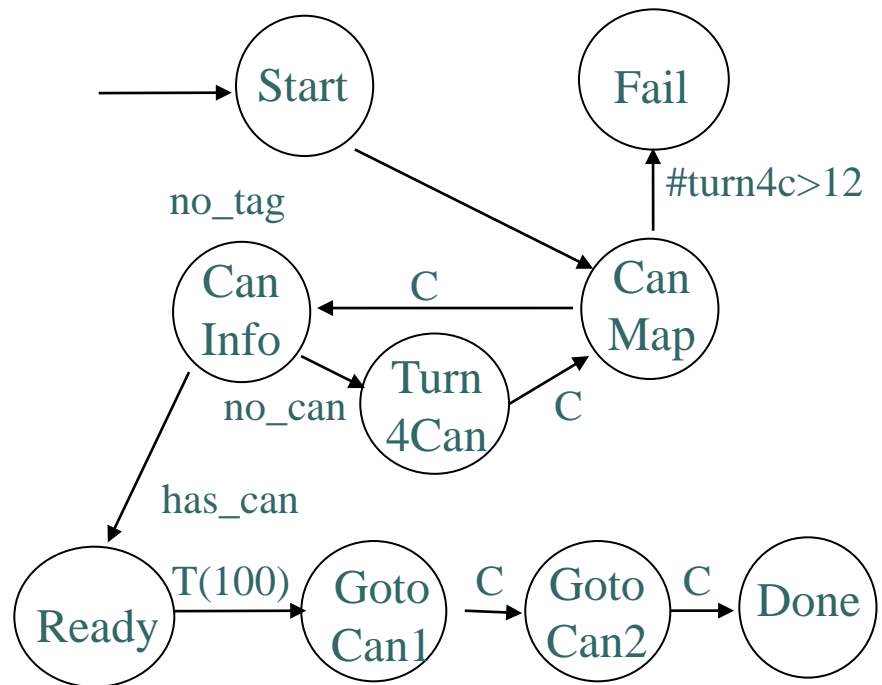 Start
Fail
#turn4c>12
no_tag
Can
Info
C
Can
Map
no_can
Turn
4Can
C
has_can
Ready
T(100)
Goto
Can1
C
Goto
Can2
C
Done